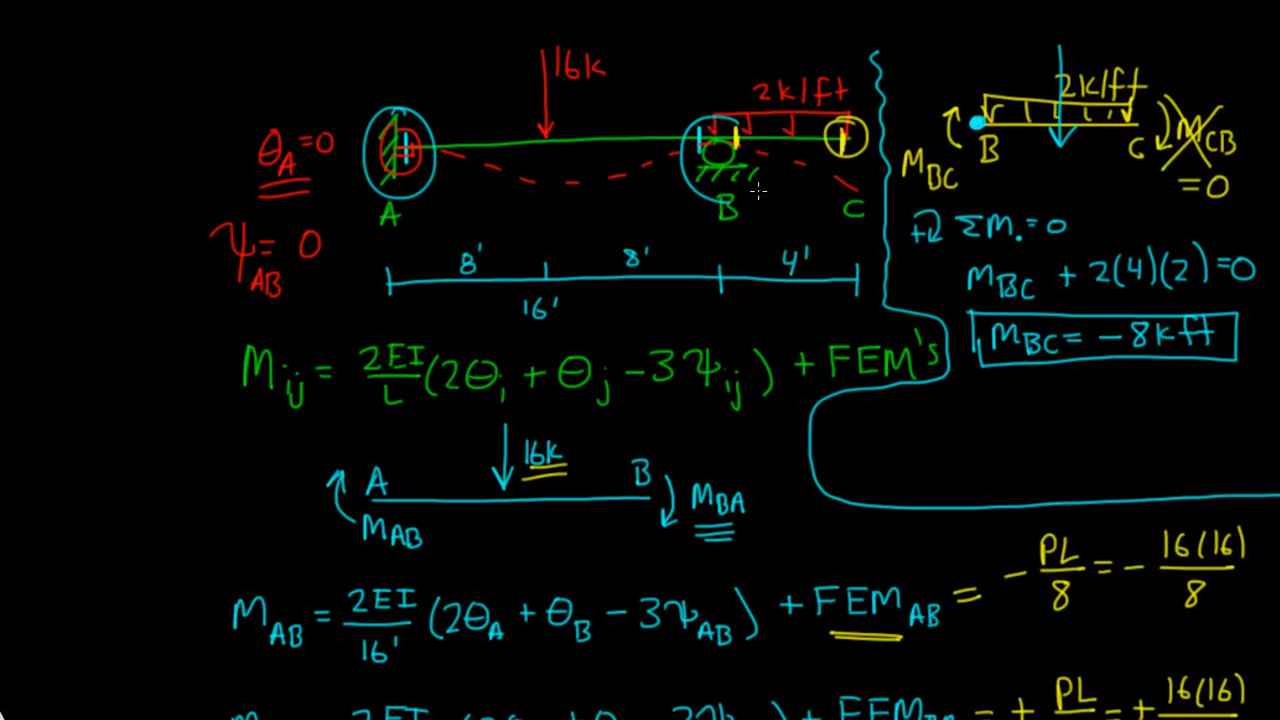 16k
2k/ft
θA=0
A
B
C
ψAB = 0
8'
8'
4'
16'
Mij = 2EI/L (2θi + θj - 3ψij) + FEM's
16k
A
B
MAB
MBA
MAB = 2EI/16' (2θA + θB - 3ψAB) + FEMAB = - PL/8 = - 16(16)/8
2EI
FEM
= + PL = + 16(16)
2k/ft
MBC
B
C
MCB
=0
+ ΣM. = 0
MBC + 2(4)(2) = 0
MBC = -8kft